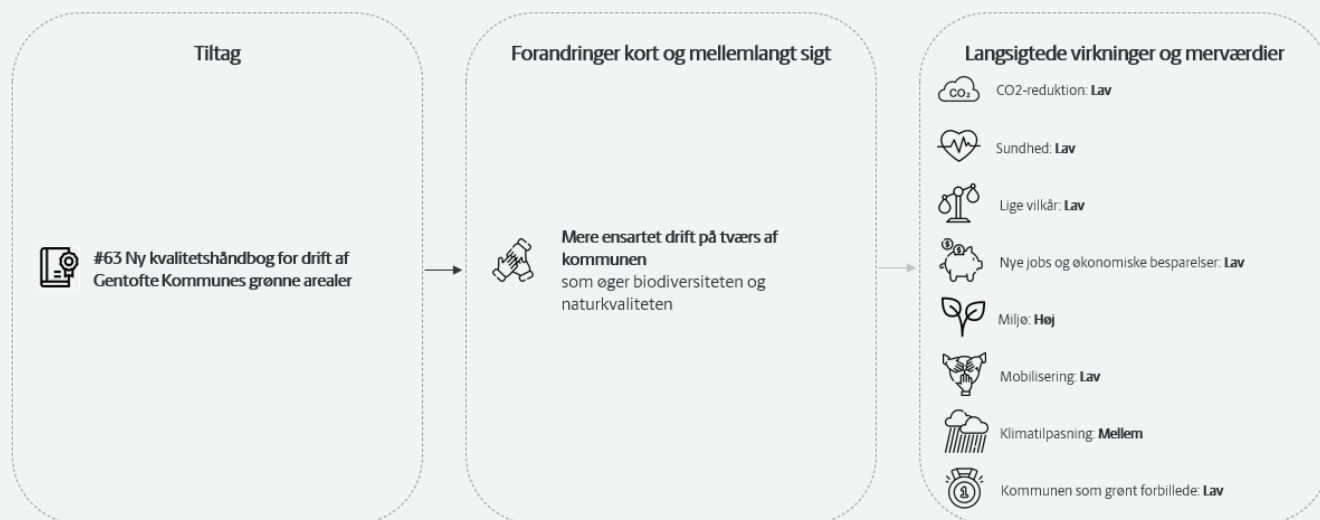 Tiltag
#63 Ny kvalitetshåndbog for drift af
Gentofte Kommunes grønne arealer
Forandringer kort og mellemlangt sigt
Mere ensartet drift på tværs af
kommunen
som øger biodiversiteten og
naturkvaliteten
Langsigtede virkninger og merværdier
CO₂
CO2-reduktion: Lav
Sundhed: Lav
Lige vilkår: Lav
$ $
Nye jobs og økonomiske besparelser: Lav
Miljø: Høj
Mobilisering: Lav
Klimatilpasning: Mellem
1
Kommunen som grønt forbillede: Lav